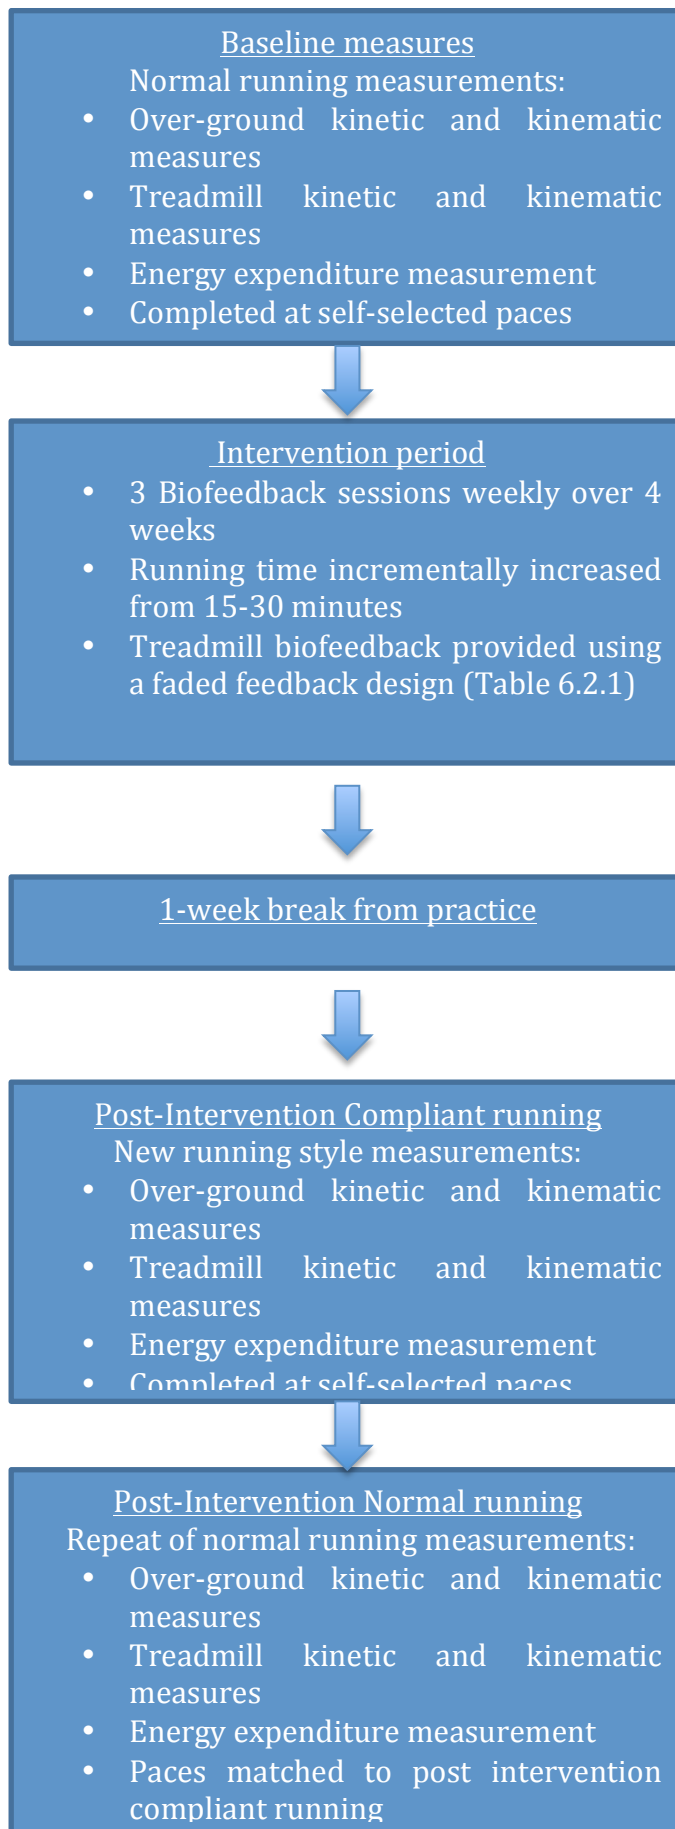 Baseline measures
Normal running measurements:
• Over-ground kinetic and kinematic
measures
• Treadmill kinetic and kinematic
measures
• Energy expenditure measurement
• Completed at self-selected paces
Intervention period
• 3 Biofeedback sessions weekly over 4
weeks
• Running time incrementally increased
from 15-30 minutes
• Treadmill biofeedback provided using
a faded feedback design (Table 6.2.1)
1-week break from practice
Post-Intervention Compliant running
New running style measurements:
• Over-ground kinetic and kinematic
measures
• Treadmill kinetic and kinematic
measures
• Energy expenditure measurement
• Completed at self-selected paces
Post-Intervention Normal running
Repeat of normal running measurements:
• Over-ground kinetic and kinematic
measures
• Treadmill kinetic and kinematic
measures
• Energy expenditure measurement
• Paces matched to post intervention
compliant running